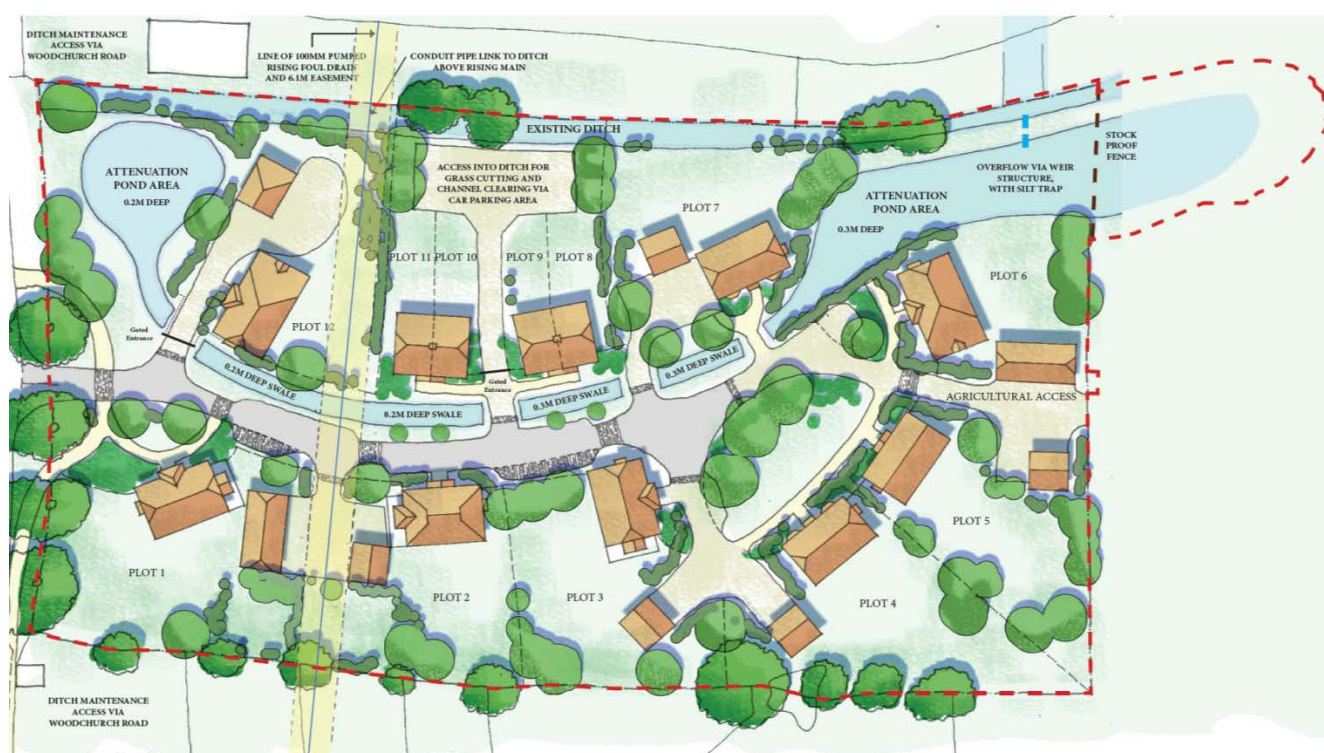 DITCH MAINTENANCE
ACCESS VIA
WOODCHURCH ROAD
LINE OF 100MM PUMPED
RISING FOUL DRAIN
AND 6.1M EASEMENT
CONDUIT PIPE LINK TO DITCH
ABOVE RISING MAIN
EXISTING DITCH
STOCK
PROOF
FENCE
ATTENUATION
POND AREA
0.2M DEEP
ACCESS INTO DITCH FOR
GRASS CUTTING AND
CHANNEL CLEARING VIA
CAR PARKING AREA
OVERFLOW VIA WEIR
STRUCTURE,
WITH SILT TRAP
ATTENUATION
POND AREA
0.3M DEEP
PLOT 7
PLOT 11
PLOT 10
PLOT 9
PLOT 8
PLOT 6
PLOT 12
Gated
Entrance
0.2M DEEP SWALE
0.2M DEEP SWALE
Gated
Entrance
0.3M DEEP SWALE
0.3M DEEP SWALE
AGRICULTURAL ACCESS
PLOT 1
PLOT 2
PLOT 3
PLOT 4
PLOT 5
DITCH MAINTENANCE
ACCESS VIA
WOODCHURCH ROAD